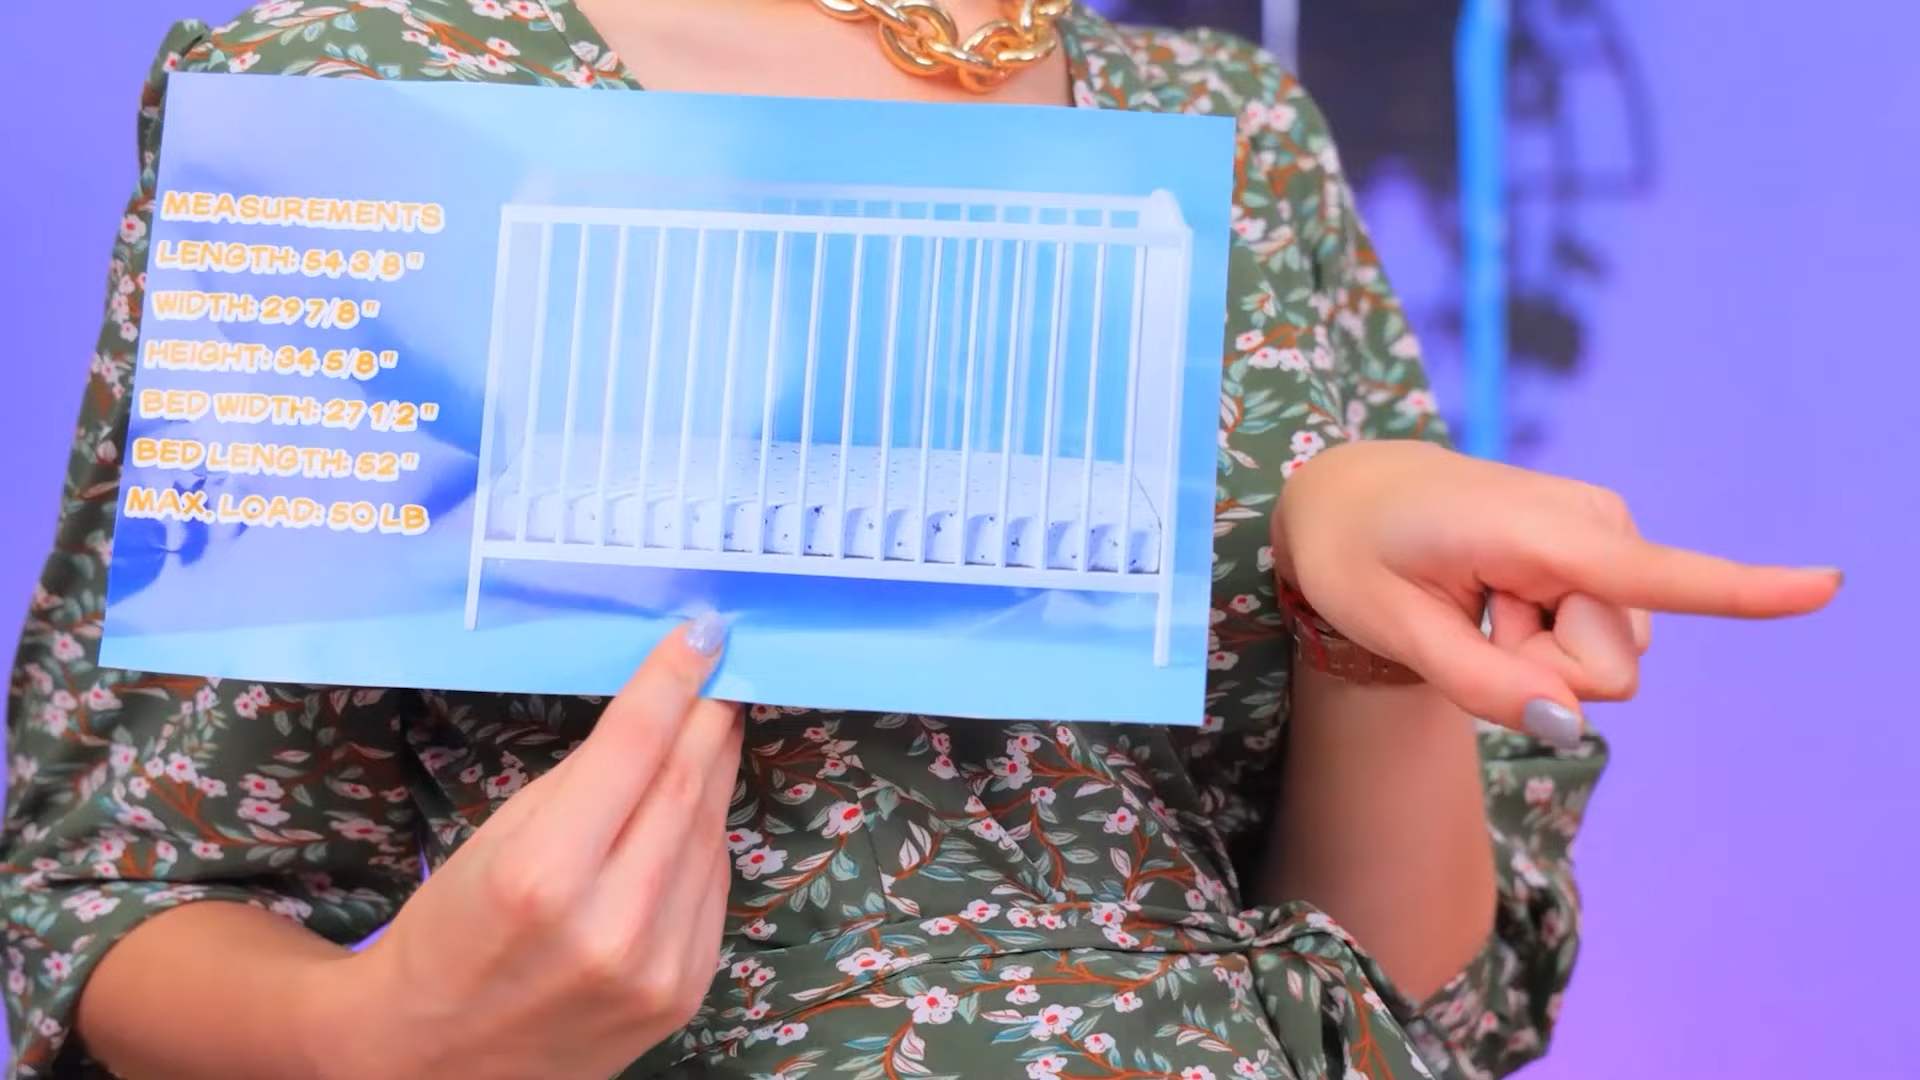 MEASUREMENTS
LENGTH: 54 3/8"
WIDTH: 29 7/8"
HEIGHT: 34 5/8"
BED WIDTH: 27 1/2"
BED LENGTH: 52"
MAX. LOAD: 50 LB